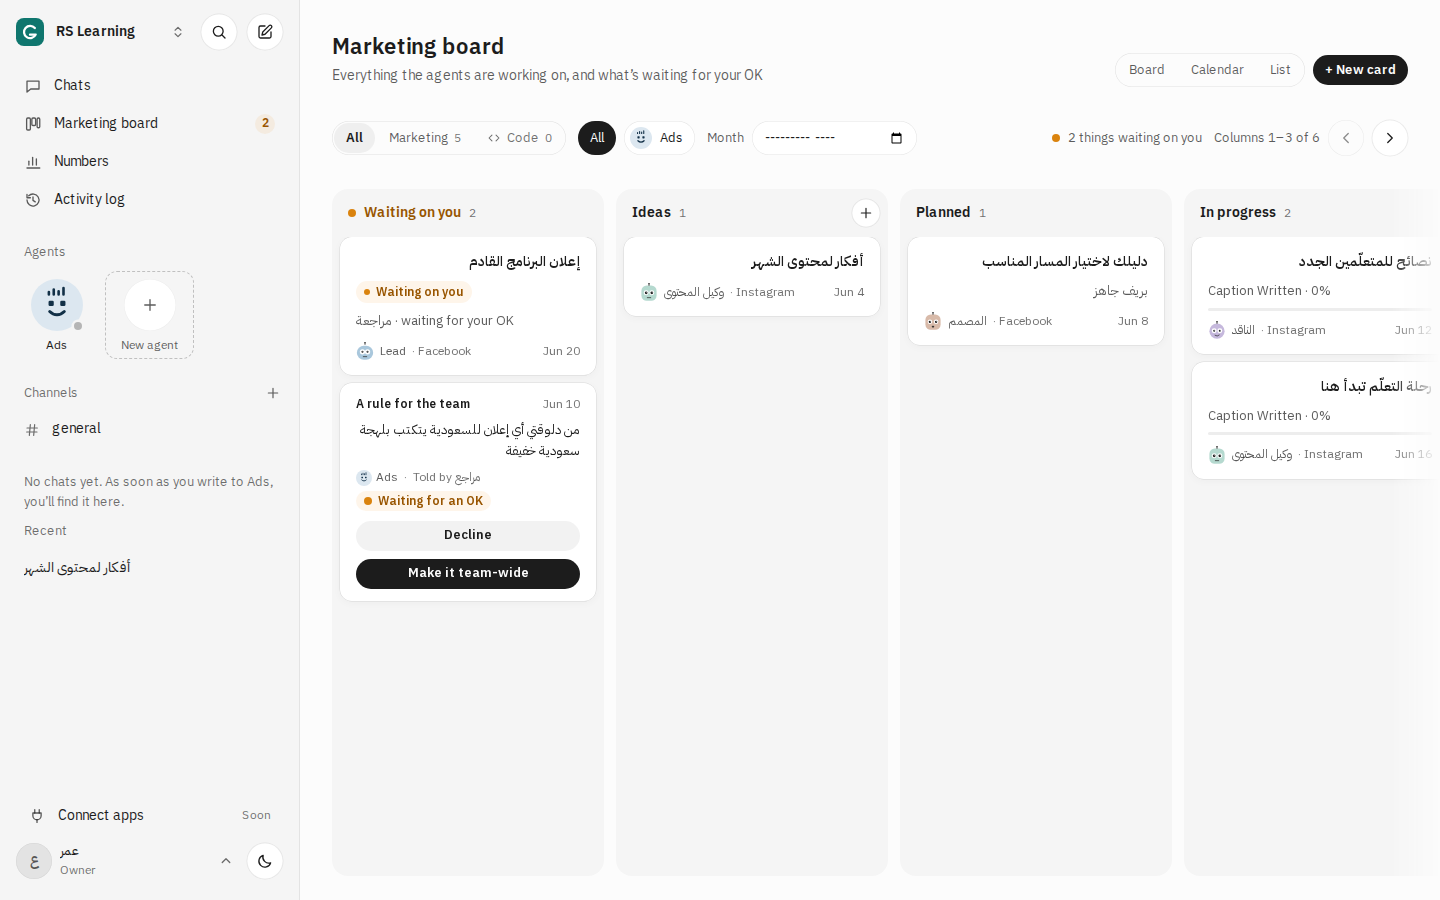 RS Learning
Chats
Marketing board 2
Numbers
Activity log
Agents
Ads
New agent
Channels
general
No chats yet. As soon as you write to Ads,
you'll find it here.
Recent
أفكار لمحتوى الشهر
Connect apps Soon
ع
عمر
Owner
Marketing board
Everything the agents are working on, and what's waiting for your OK
Board Calendar List + New card
All Marketing 5 Code 0 All Ads Month --------- ---- 2 things waiting on you Columns 1–3 of 6
Waiting on you 2
إعلان البرنامج القادم
Waiting on you
مراجعة · waiting for your OK
Lead · Facebook Jun 20
A rule for the team Jun 10
من دلوقتي أي إعلان للسعودية يتكتب بلهجة
سعودية خفيفة
Ads · Told by مراجع
Waiting for an OK
Decline
Make it team-wide
Ideas 1
أفكار لمحتوى الشهر
وكيل المحتوى · Instagram Jun 4
Planned 1
دليلك لاختيار المسار المناسب
بريف جاهز
المصمم · Facebook Jun 8
In progress 2
نصائح للمتعلّمين الجدد
Caption Written · 0%
الناقد · Instagram Jun 12
رحلة التعلّم تبدأ هنا
Caption Written · 0%
وكيل المحتوى · Instagram Jun 16